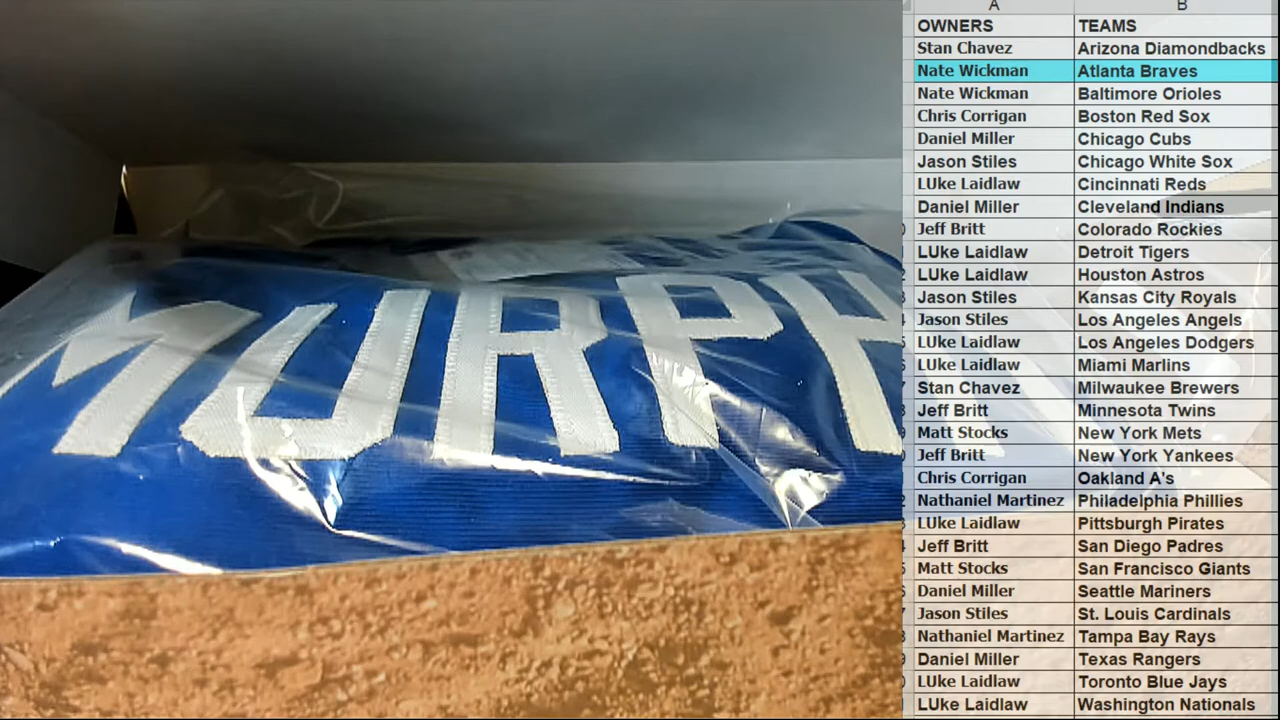 MURPH
A B
OWNERS TEAMS
Stan Chavez Arizona Diamondbacks
Nate Wickman Atlanta Braves
Nate Wickman Baltimore Orioles
Chris Corrigan Boston Red Sox
Daniel Miller Chicago Cubs
Jason Stiles Chicago White Sox
LUke Laidlaw Cincinnati Reds
Daniel Miller Cleveland Indians
Jeff Britt Colorado Rockies
LUke Laidlaw Detroit Tigers
LUke Laidlaw Houston Astros
Jason Stiles Kansas City Royals
Jason Stiles Los Angeles Angels
LUke Laidlaw Los Angeles Dodgers
LUke Laidlaw Miami Marlins
Stan Chavez Milwaukee Brewers
Jeff Britt Minnesota Twins
Matt Stocks New York Mets
Jeff Britt New York Yankees
Chris Corrigan Oakland A's
Nathaniel Martinez Philadelphia Phillies
LUke Laidlaw Pittsburgh Pirates
Jeff Britt San Diego Padres
Matt Stocks San Francisco Giants
Daniel Miller Seattle Mariners
Jason Stiles St. Louis Cardinals
Nathaniel Martinez Tampa Bay Rays
Daniel Miller Texas Rangers
LUke Laidlaw Toronto Blue Jays
LUke Laidlaw Washington Nationals